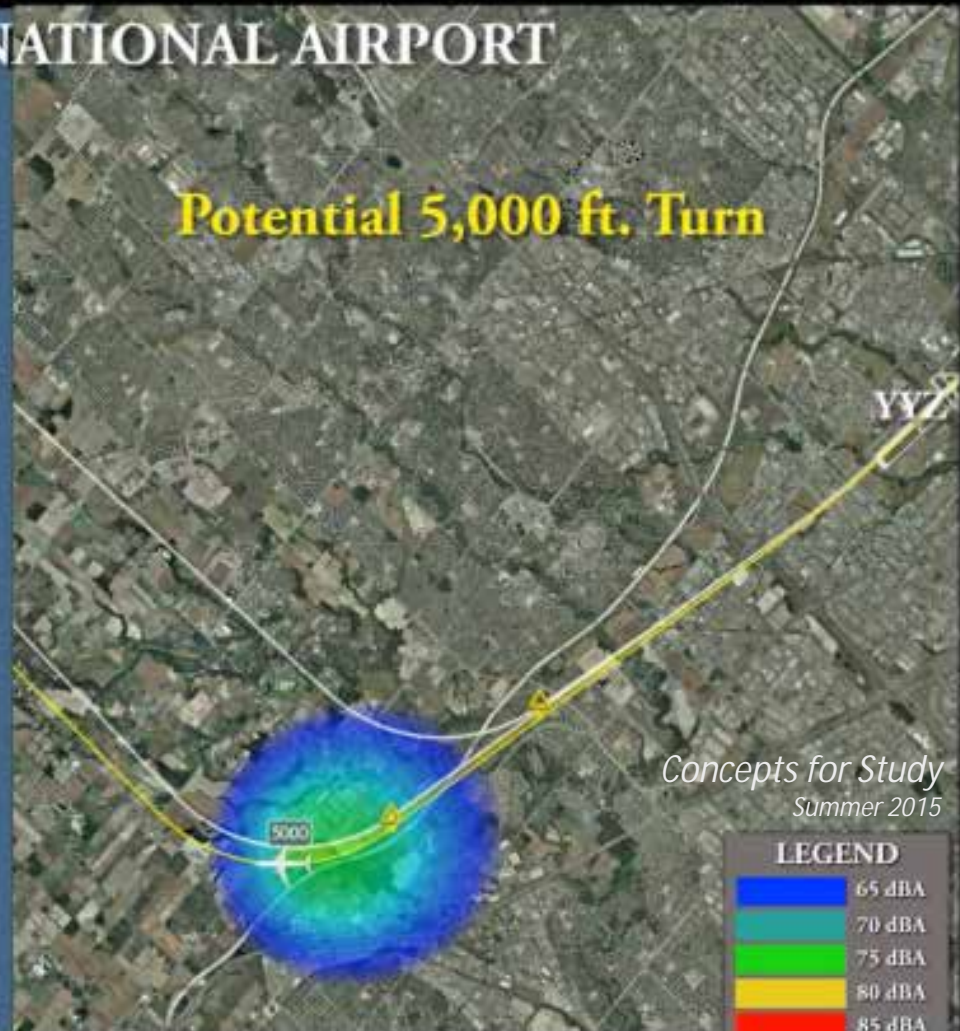 NATIONAL AIRPORT
Potential 5,000 ft. Turn
YYZ
Concepts for Study
Summer 2015
5000
LEGEND
65 dBA
70 dBA
75 dBA
80 dBA
85 dBA